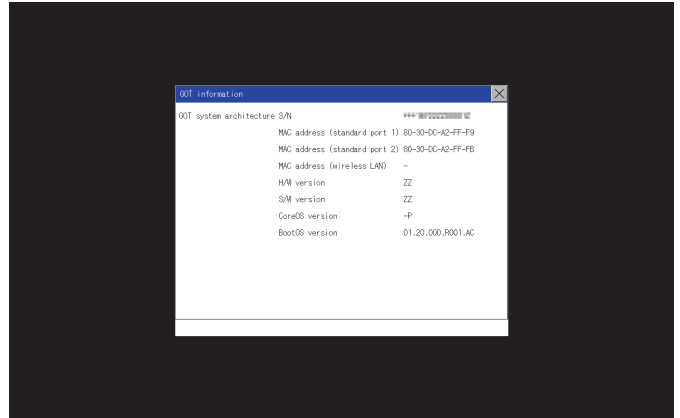 GOT information
GOT system architecture S/N
MAC address (standard port 1) 80-30-DC-A2-FF-F9
MAC address (standard port 2) 80-30-DC-A2-FF-FB
MAC address (wireless LAN) -
H/W version ZZ
S/W version ZZ
CoreOS version -P
BootOS version 01.20.000.R001.AC